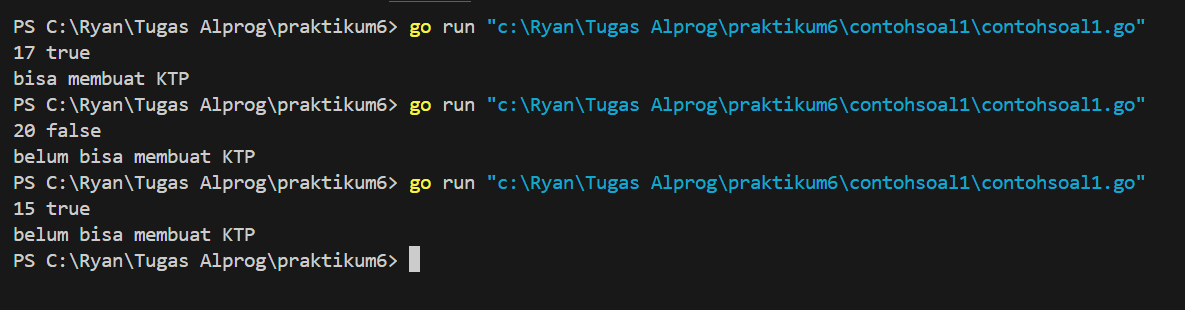 PS C:\Ryan\Tugas Alprog\praktikum6> go run "c:\Ryan\Tugas Alprog\praktikum6\contohsoal1\contohsoal1.go"
17 true
bisa membuat KTP
PS C:\Ryan\Tugas Alprog\praktikum6> go run "c:\Ryan\Tugas Alprog\praktikum6\contohsoal1\contohsoal1.go"
20 false
belum bisa membuat KTP
PS C:\Ryan\Tugas Alprog\praktikum6> go run "c:\Ryan\Tugas Alprog\praktikum6\contohsoal1\contohsoal1.go"
15 true
belum bisa membuat KTP
PS C:\Ryan\Tugas Alprog\praktikum6>